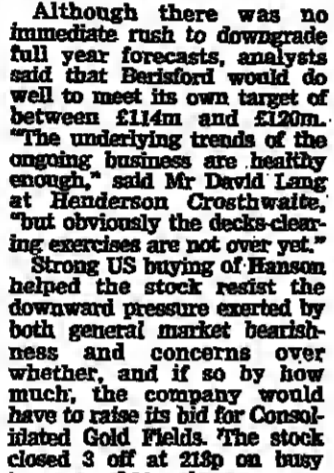 Although there was no
immediate rush to downgrade
full year forecasts, analysts
said that Berisford would do
well to meet its own target of
between £114m and £120m.
"The underlying trends of the
ongoing business are healthy
enough," said Mr David Lang
at Henderson Crosthwaite,
"but obviously the decks-clear-
ing exercises are not over yet."
Strong US buying of Hanson
helped the stock resist the
downward pressure exerted by
both general market bearish-
ness and concerns over
whether, and if so by how
much, the company would
have to raise its bid for Consol-
idated Gold Fields. The stock
closed 3 off at 218p on busy